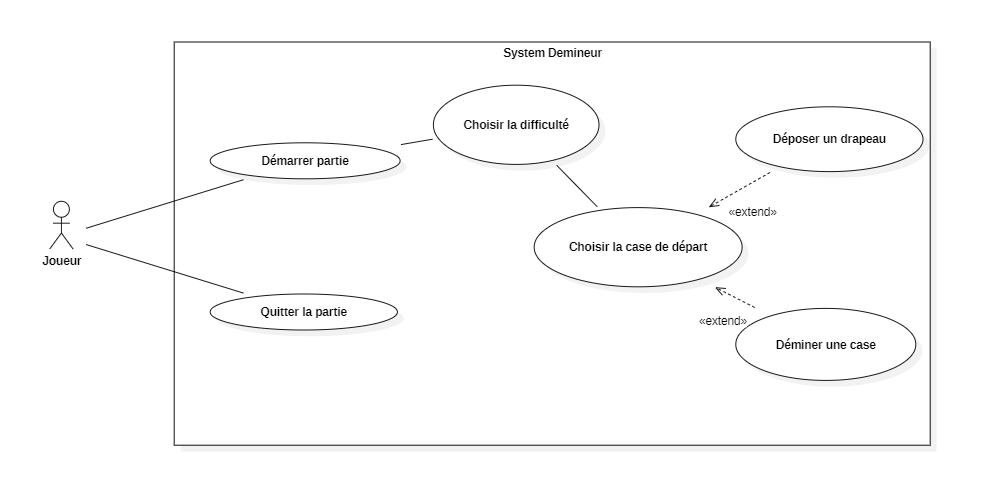 System Demineur
Choisir la difficulté
Déposer un drapeau
Démarrer partie
«extend»
Choisir la case de départ
Joueur
Quitter la partie
«extend»
Déminer une case